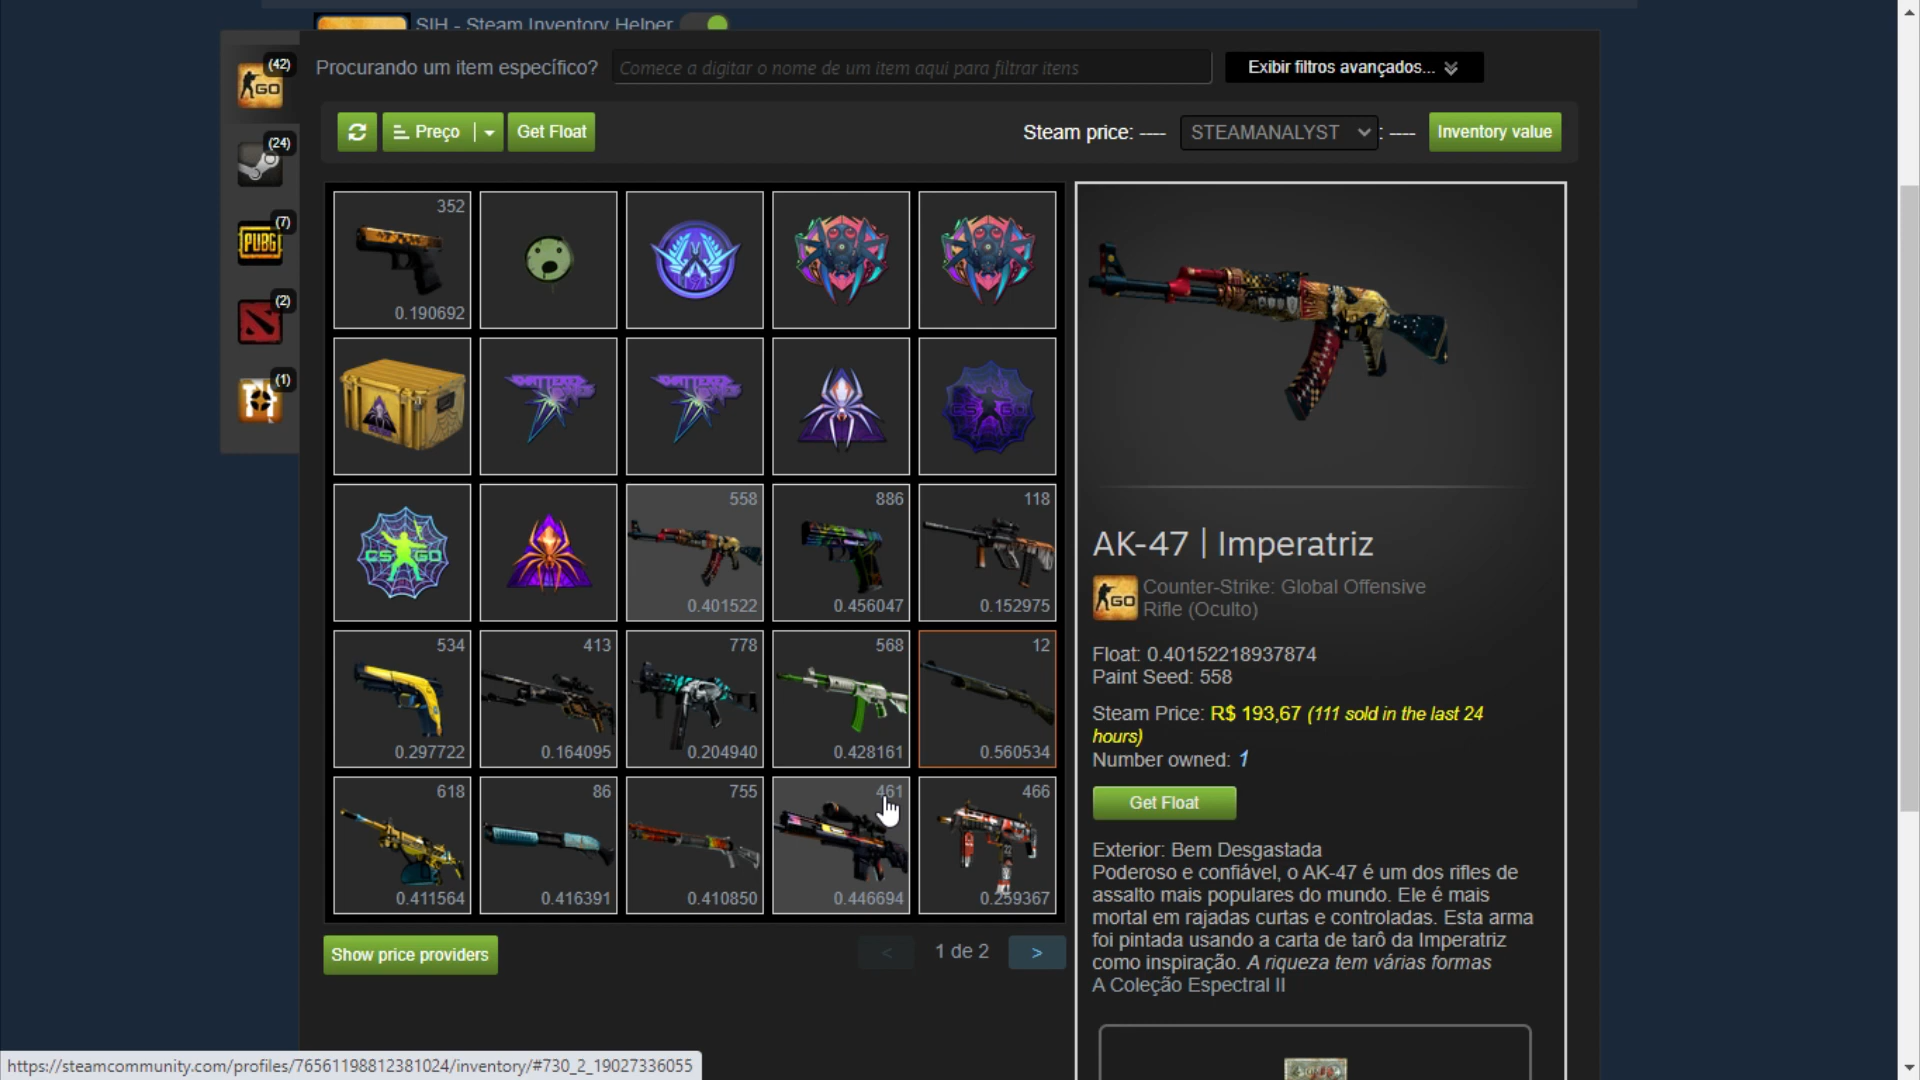 SIH - Steam Inventory Helper
(42)
GO
(24)
(7)
PUBG
(2)
(1)
Procurando um item específico?
Comece a digitar o nome de um item aqui para filtrar itens
Exibir filtros avançados...
Preço
Get Float
Steam price: ----
STEAMANALYST
: ----
Inventory value
352
0.190692
CS GO
CS GO
558
0.401522
886
0.456047
118
0.152975
534
0.297722
413
0.164095
778
0.204940
568
0.428161
12
0.560534
618
0.411564
86
0.416391
755
0.410850
461
0.446694
466
0.259367
Show price providers
<
1 de 2
>
AK-47 | Imperatriz
GO
Counter-Strike: Global Offensive
Rifle (Oculto)
Float: 0.40152218937874
Paint Seed: 558
Steam Price: R$ 193,67 (111 sold in the last 24
hours)
Number owned: 1
Get Float
Exterior: Bem Desgastada
Poderoso e confiável, o AK-47 é um dos rifles de
assalto mais populares do mundo. Ele é mais
mortal em rajadas curtas e controladas. Esta arma
foi pintada usando a carta de tarô da Imperatriz
como inspiração. A riqueza tem várias formas
A Coleção Espectral II
https://steamcommunity.com/profiles/76561198812381024/inventory/#730_2_19027336055